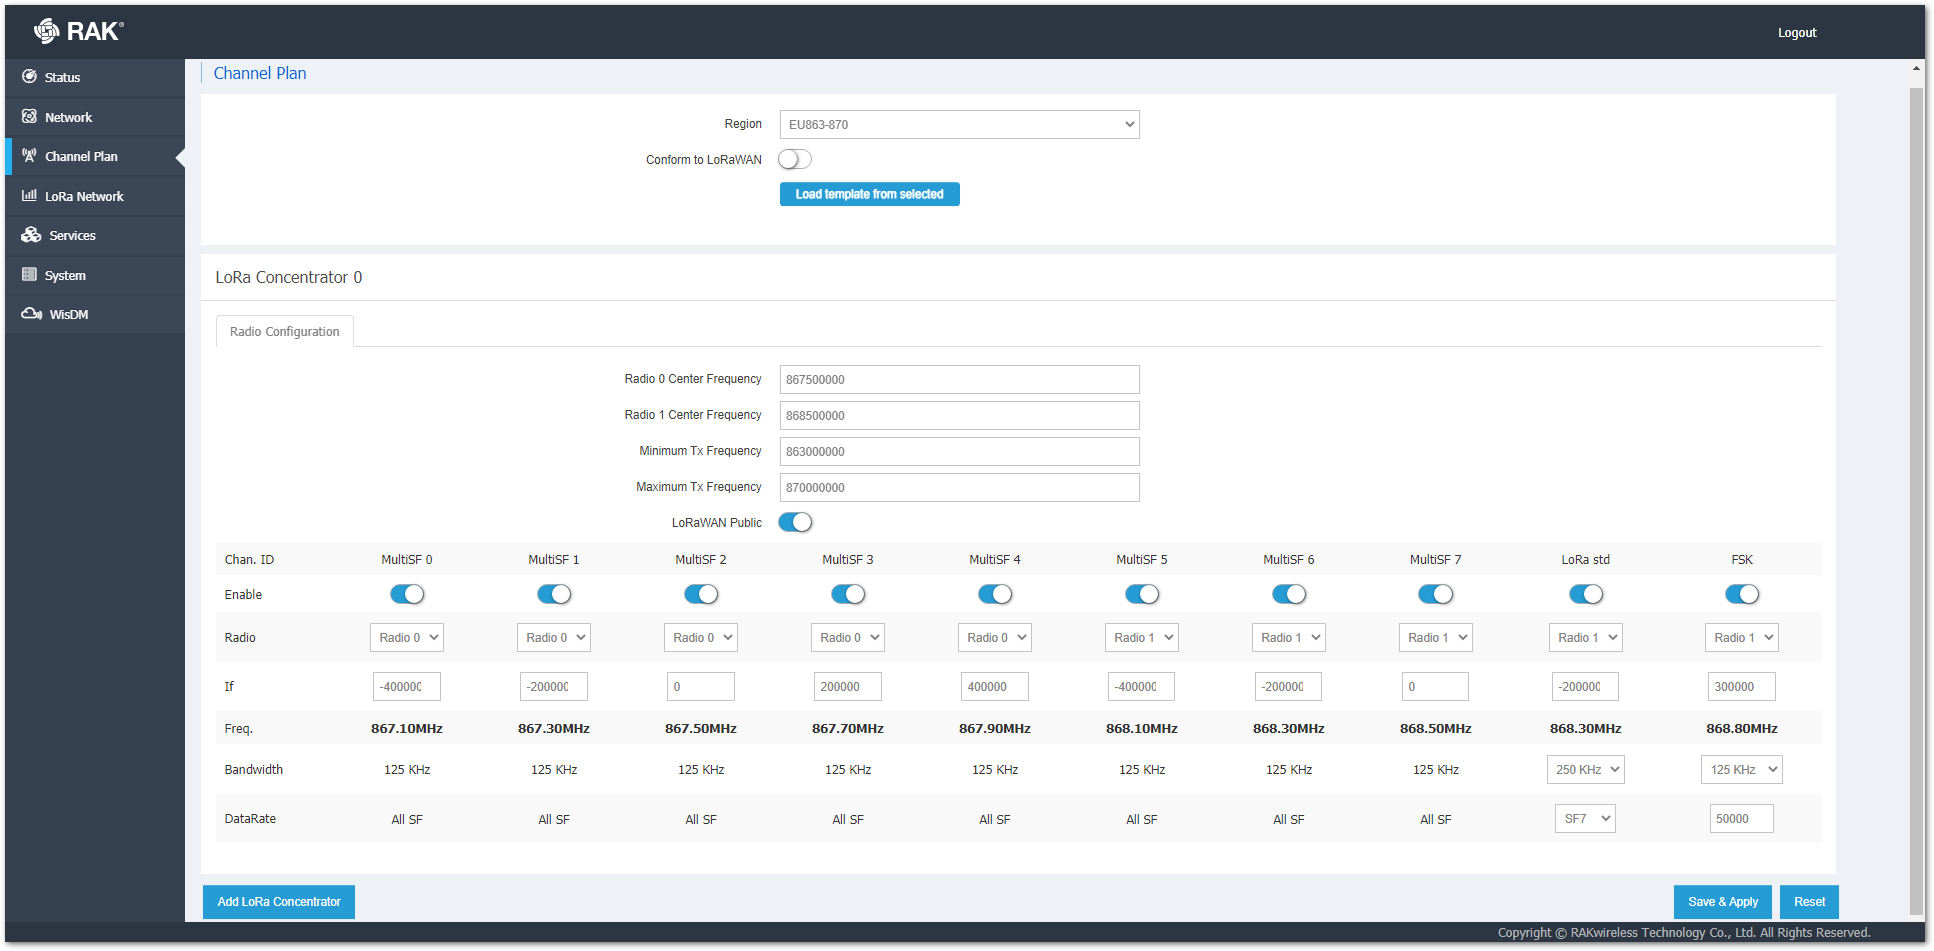 RAK®
Logout
Status
Network
Channel Plan
LoRa Network
Services
System
WisDM
Channel Plan
Region EU863-870
Conform to LoRaWAN
Load template from selected
LoRa Concentrator 0
Radio Configuration
Radio 0 Center Frequency 867500000
Radio 1 Center Frequency 868500000
Minimum Tx Frequency 863000000
Maximum Tx Frequency 870000000
LoRaWAN Public
Chan. ID MultiSF 0 MultiSF 1 MultiSF 2 MultiSF 3 MultiSF 4 MultiSF 5 MultiSF 6 MultiSF 7 LoRa std FSK
Enable
Radio Radio 0 Radio 0 Radio 0 Radio 0 Radio 0 Radio 1 Radio 1 Radio 1 Radio 1 Radio 1
If -400000 -200000 0 200000 400000 -400000 -200000 0 -200000 300000
Freq. 867.10MHz 867.30MHz 867.50MHz 867.70MHz 867.90MHz 868.10MHz 868.30MHz 868.50MHz 868.30MHz 868.80MHz
Bandwidth 125 KHz 125 KHz 125 KHz 125 KHz 125 KHz 125 KHz 125 KHz 125 KHz 250 KHz 125 KHz
DataRate All SF All SF All SF All SF All SF All SF All SF All SF SF7 50000
Add LoRa Concentrator Save & Apply Reset
Copyright © RAKwireless Technology Co., Ltd. All Rights Reserved.